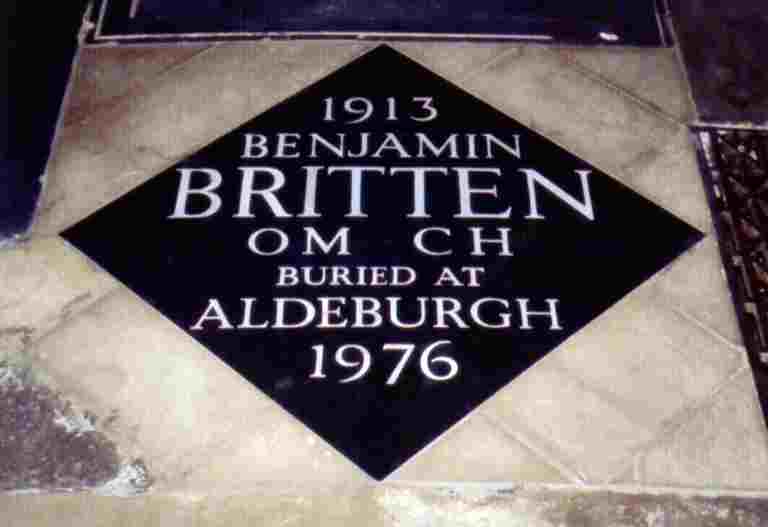 1913
BENJAMIN
BRITTEN
OM CH
BURIED AT
ALDEBURGH
1976